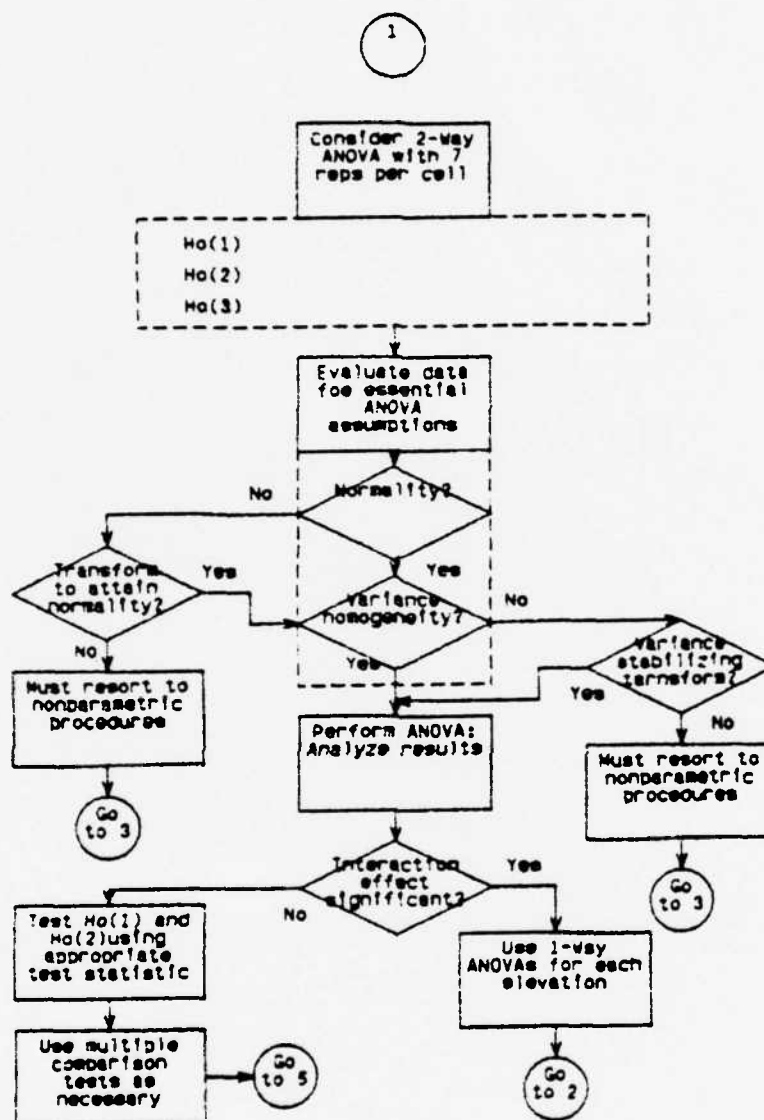 1
Consider 2-Way
ANOVA with 7
reps per cell
Ho(1)
Ho(2)
Ho(3)
Evaluate data
foe essential
ANOVA
assumptions
Normality?
No
Yes
Transform
to attain
normality?
Yes
No
Variance
homogeneity?
No
Yes
Variance
stabilizing
tarnsform?
Yes
No
Must resort to
nonparametric
procedures
Go
to 3
Perform ANOVA:
Analyze results
Must resort to
nonparametric
procedures
Go
to 3
Interaction
effect
significant?
Yes
No
Test Ho(1) and
Ho(2)using
appropriate
test statistic
Use 1-Way
ANOVAs for each
elevation
Use multiple
comparison
tests as
necessary
Go
to 5
Go
to 2